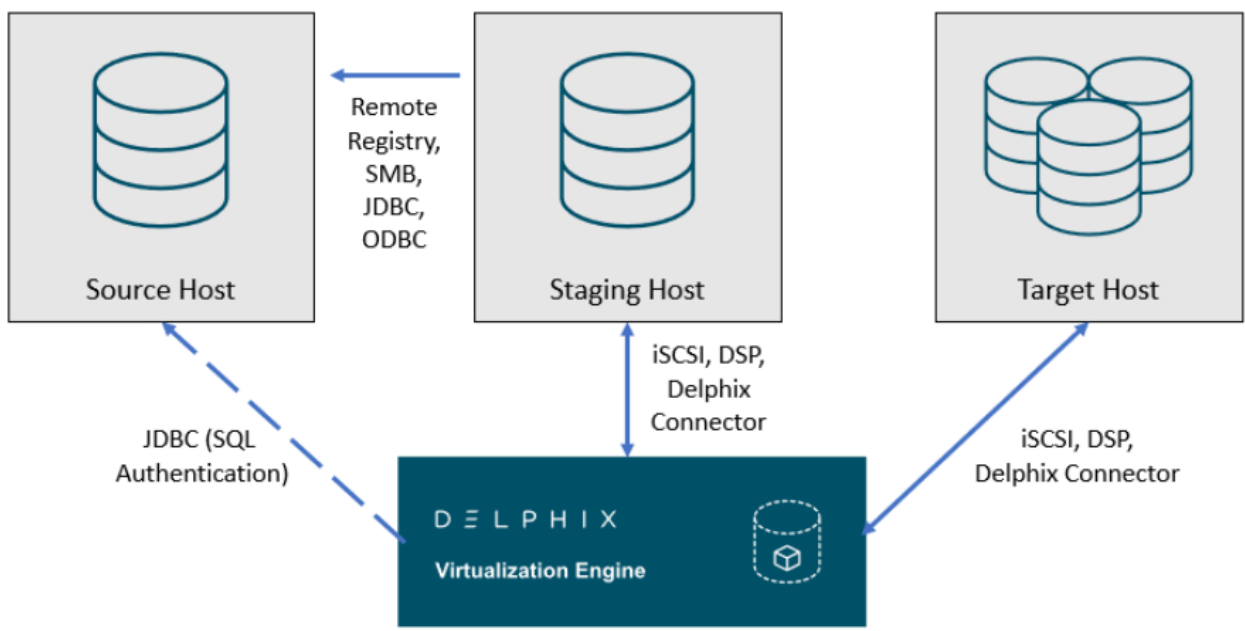 Remote
Registry,
SMB,
JDBC,
ODBC
Source Host
Staging Host
Target Host
iSCSI, DSP,
Delphix
Connector
JDBC (SQL
Authentication)
iSCSI, DSP,
Delphix Connector
DELPHIX
Virtualization Engine